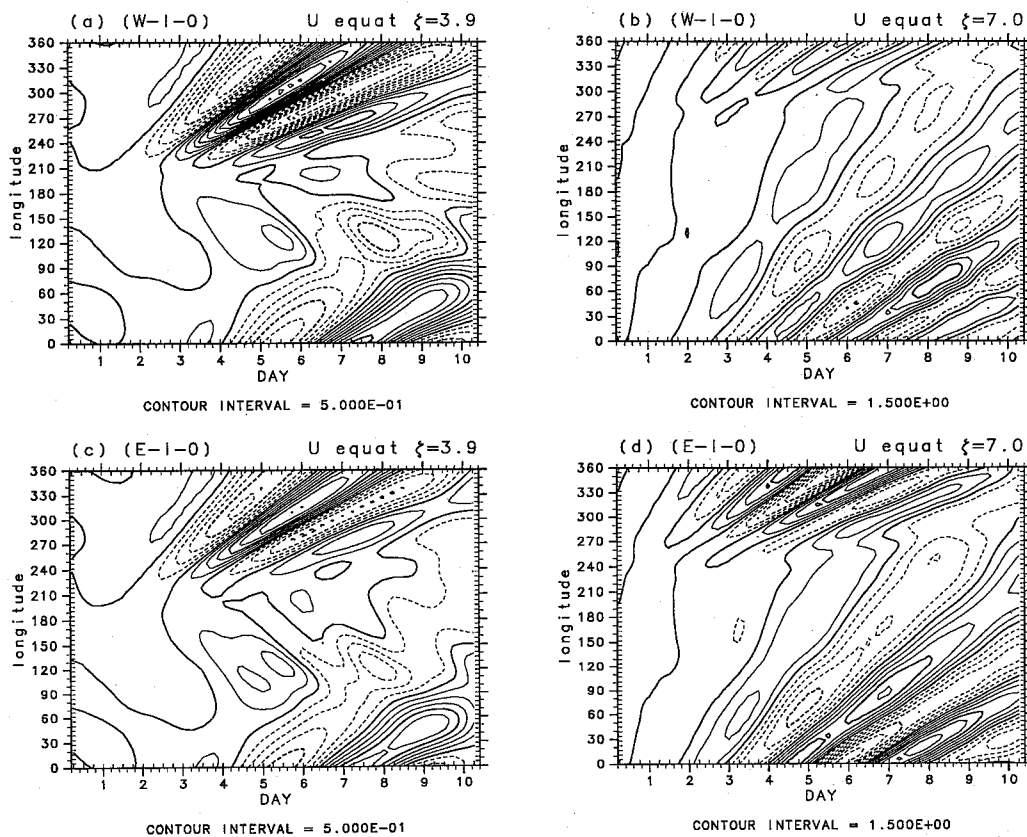 (a) (W-I-0) U equat ζ=3.9
360
330
300
270
240
210
180
150
120
90
60
30
0
longitude
1 2 3 4 5 6 7 8 9 10
DAY
CONTOUR INTERVAL = 5.000E-01
(b) (W-I-0) U equat ζ=7.0
360
330
300
270
240
210
180
150
120
90
60
30
0
longitude
1 2 3 4 5 6 7 8 9 10
DAY
CONTOUR INTERVAL = 1.500E+00
(c) (E-I-0) U equat ζ=3.9
360
330
300
270
240
210
180
150
120
90
60
30
0
longitude
1 2 3 4 5 6 7 8 9 10
DAY
CONTOUR INTERVAL = 5.000E-01
(d) (E-I-0) U equat ζ=7.0
360
330
300
270
240
210
180
150
120
90
60
30
0
longitude
1 2 3 4 5 6 7 8 9 10
DAY
CONTOUR INTERVAL = 1.500E+00